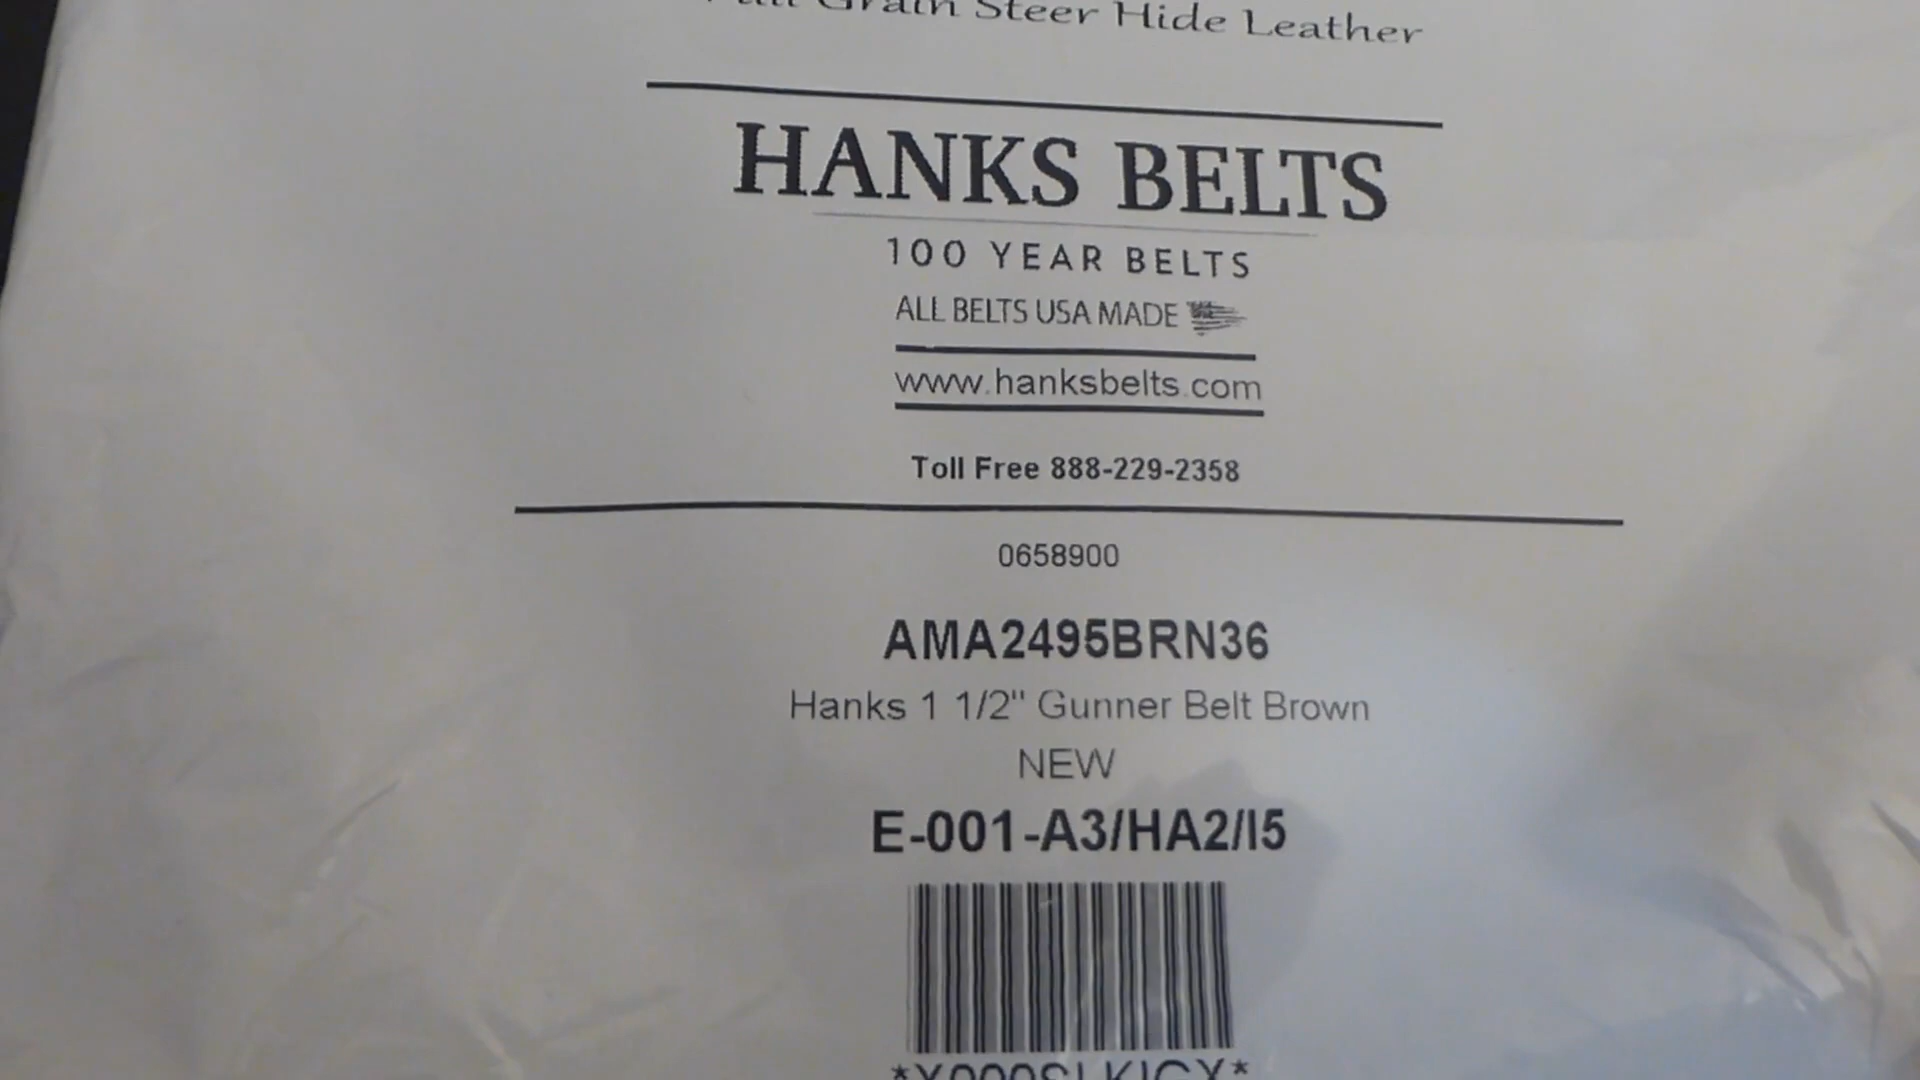 Grain Steer Hide Leather
HANKS BELTS
100 YEAR BELTS
ALL BELTS USA MADE
www.hanksbelts.com
Toll Free 888-229-2358
0658900
AMA2495BRN36
Hanks 1 1/2" Gunner Belt Brown
NEW
E-001-A3/HA2/I5